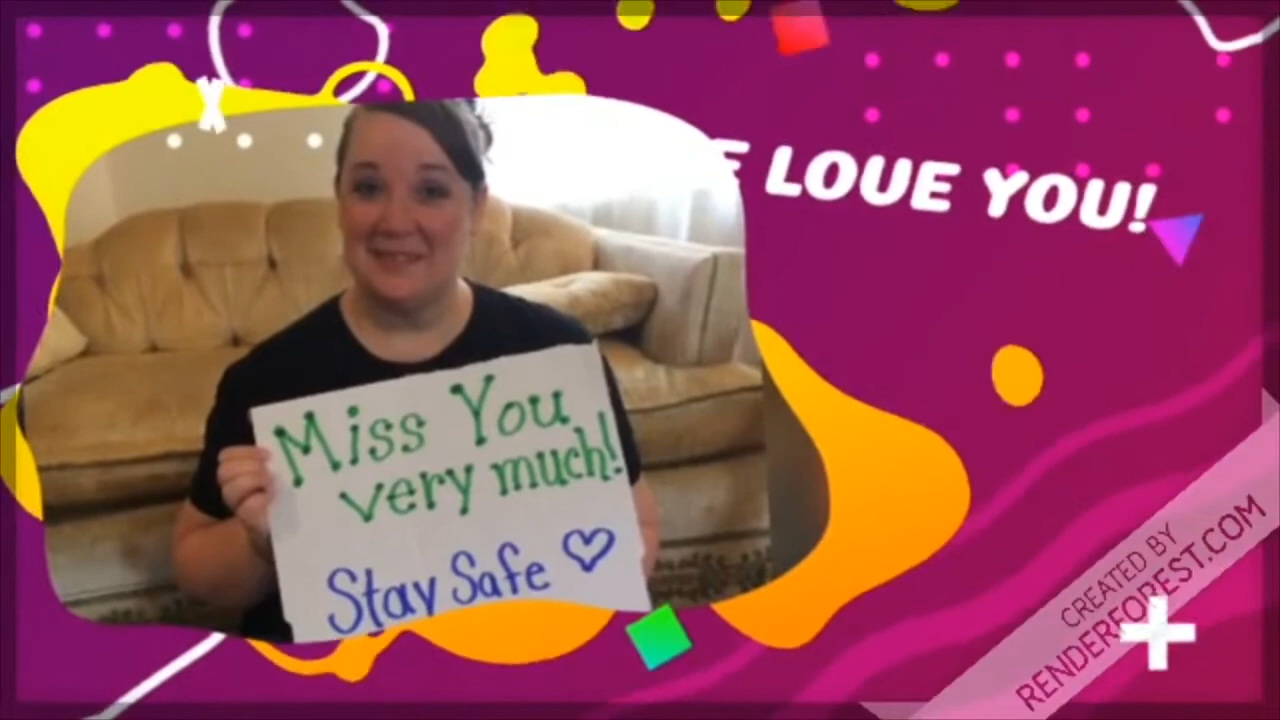 LOUE YOU!
Miss You
very much!
Stay Safe
CREATED BY
RENDERFOREST.COM